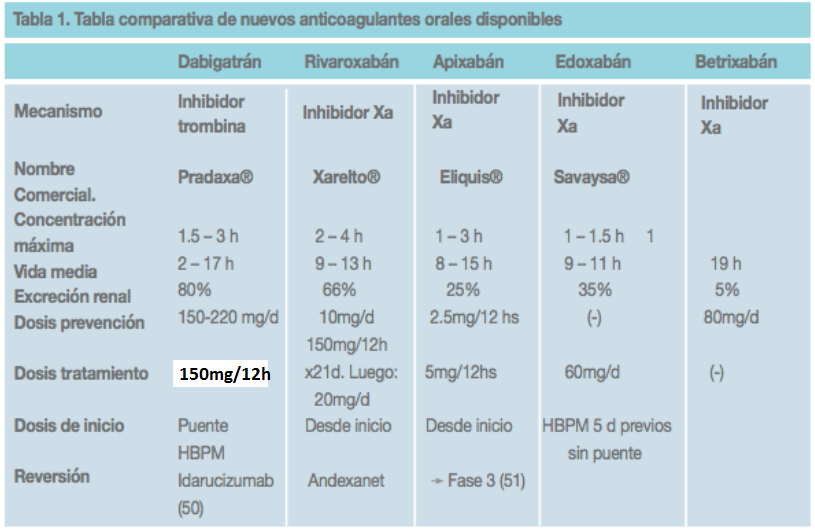 Tabla 1. Tabla comparativa de nuevos anticoagulantes orales disponibles
Dabigatrán Rivaroxabán Apixabán Edoxabán Betrixabán
Mecanismo Inhibidor trombina Inhibidor Xa Inhibidor Xa Inhibidor Xa Inhibidor Xa
Nombre Comercial. Pradaxa® Xarelto® Eliquis® Savaysa®
Concentración máxima 1.5 – 3 h 2 – 4 h 1 – 3 h 1 – 1.5 h 1
Vida media 2 – 17 h 9 – 13 h 8 – 15 h 9 – 11 h 19 h
Excreción renal 80% 66% 25% 35% 5%
Dosis prevención 150-220 mg/d 10mg/d 2.5mg/12 hs (-) 80mg/d
150mg/12h
Dosis tratamiento 150mg/12h x21d. Luego: 5mg/12hs 60mg/d (-)
20mg/d
Dosis de inicio Puente HBPM Desde inicio Desde inicio HBPM 5 d previos sin puente
Reversión Idarucizumab (50) Andexanet → Fase 3 (51)